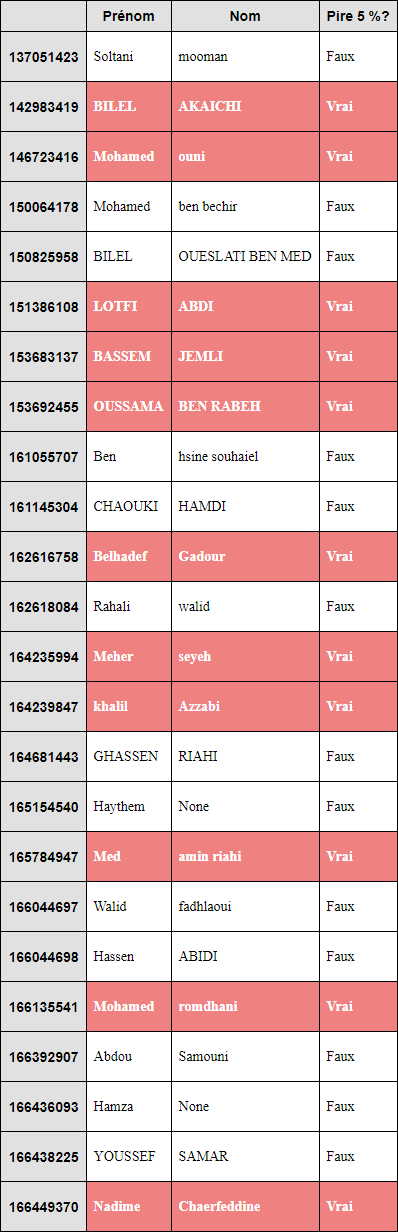 Prénom Nom Pire 5 %?
137051423 Soltani mooman Faux
142983419 BILEL AKAICHI Vrai
146723416 Mohamed ouni Vrai
150064178 Mohamed ben bechir Faux
150825958 BILEL OUESLATI BEN MED Faux
151386108 LOTFI ABDI Vrai
153683137 BASSEM JEMLI Vrai
153692455 OUSSAMA BEN RABEH Vrai
161055707 Ben hsine souhaiel Faux
161145304 CHAOUKI HAMDI Faux
162616758 Belhadef Gadour Vrai
162618084 Rahali walid Faux
164235994 Meher seyeh Vrai
164239847 khalil Azzabi Vrai
164681443 GHASSEN RIAHI Faux
165154540 Haythem None Faux
165784947 Med amin riahi Vrai
166044697 Walid fadhlaoui Faux
166044698 Hassen ABIDI Faux
166135541 Mohamed romdhani Vrai
166392907 Abdou Samouni Faux
166436093 Hamza None Faux
166438225 YOUSSEF SAMAR Faux
166449370 Nadime Chaerfeddine Vrai